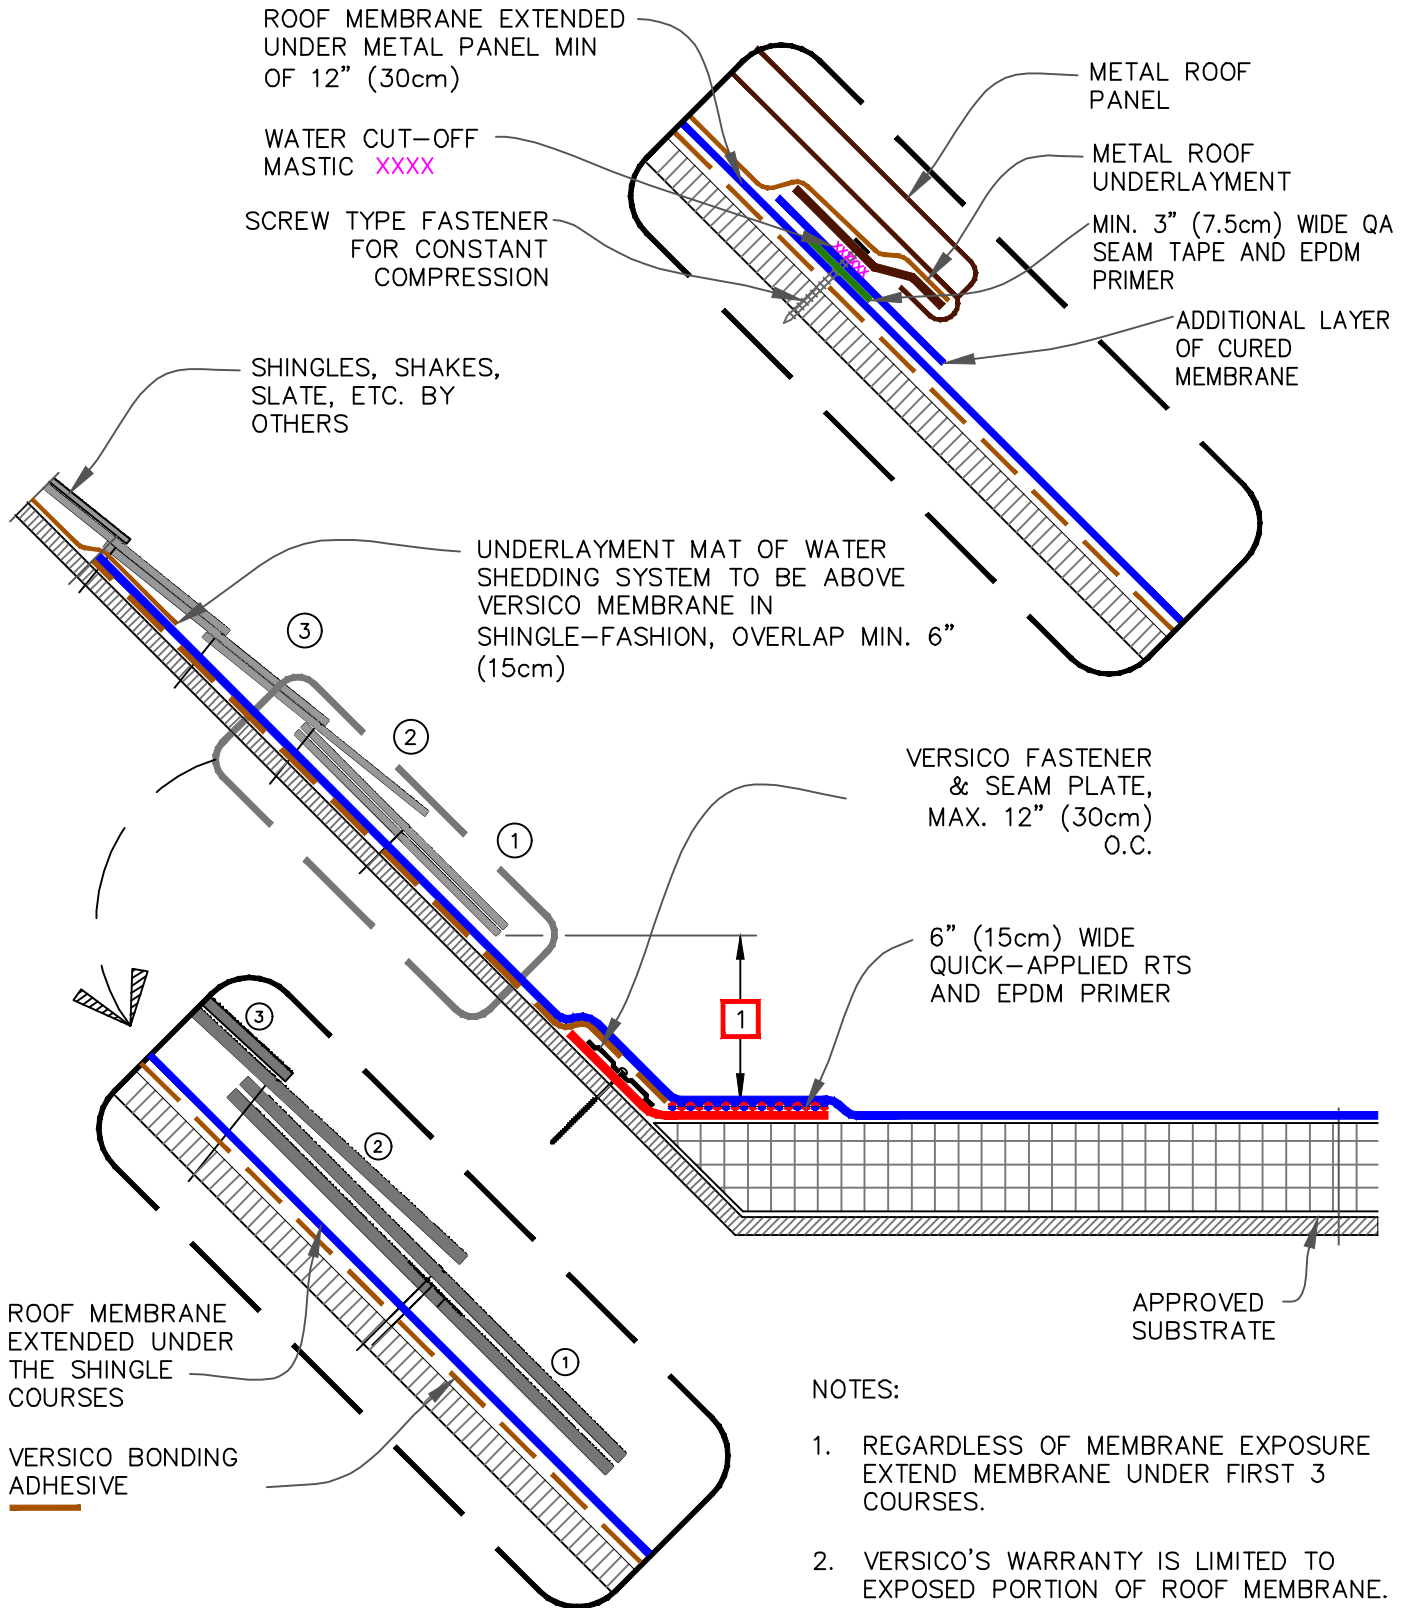 ROOF MEMBRANE EXTENDED
UNDER METAL PANEL MIN
OF 12" (30cm)
WATER CUT-OFF
MASTIC XXXX
SCREW TYPE FASTENER
FOR CONSTANT
COMPRESSION
METAL ROOF
PANEL
METAL ROOF
UNDERLAYMENT
MIN. 3" (7.5cm) WIDE QA
SEAM TAPE AND EPDM
PRIMER
ADDITIONAL LAYER
OF CURED
MEMBRANE
XXXX
XXXX
SHINGLES, SHAKES,
SLATE, ETC. BY
OTHERS
UNDERLAYMENT MAT OF WATER
SHEDDING SYSTEM TO BE ABOVE
VERSICO MEMBRANE IN
SHINGLE-FASHION, OVERLAP MIN. 6"
(15cm)
3
2
1
VERSICO FASTENER
& SEAM PLATE,
MAX. 12" (30cm)
O.C.
6" (15cm) WIDE
QUICK-APPLIED RTS
AND EPDM PRIMER
1
3
2
1
APPROVED
SUBSTRATE
ROOF MEMBRANE
EXTENDED UNDER
THE SHINGLE
COURSES
VERSICO BONDING
ADHESIVE
NOTES:
1. REGARDLESS OF MEMBRANE EXPOSURE
EXTEND MEMBRANE UNDER FIRST 3
COURSES.
2. VERSICO'S WARRANTY IS LIMITED TO
EXPOSED PORTION OF ROOF MEMBRANE.